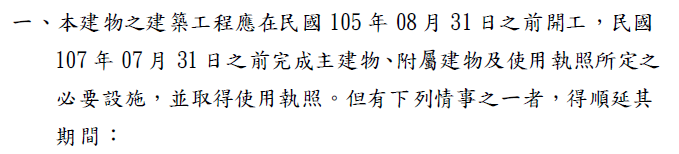 一、本建物之建築工程應在民國 105 年 08 月 31 日之前開工，民國
107 年 07 月 31 日之前完成主建物、附屬建物及使用執照所定之
必要設施，並取得使用執照。但有下列情事之一者，得順延其
期間：